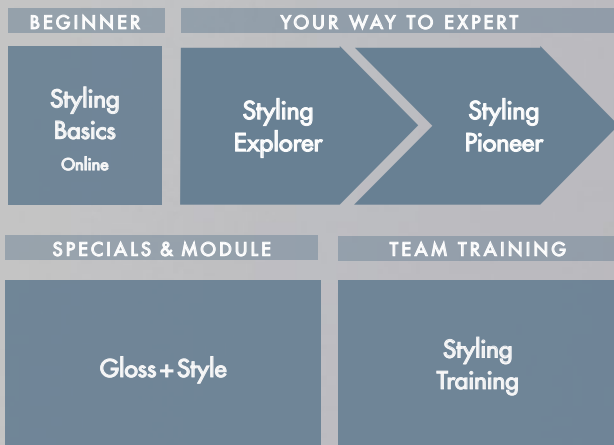 BEGINNER
YOUR WAY TO EXPERT
Styling
Basics
Online
Styling
Explorer
Styling
Pioneer
SPECIALS & MODULE
TEAM TRAINING
Gloss+Style
Styling
Training